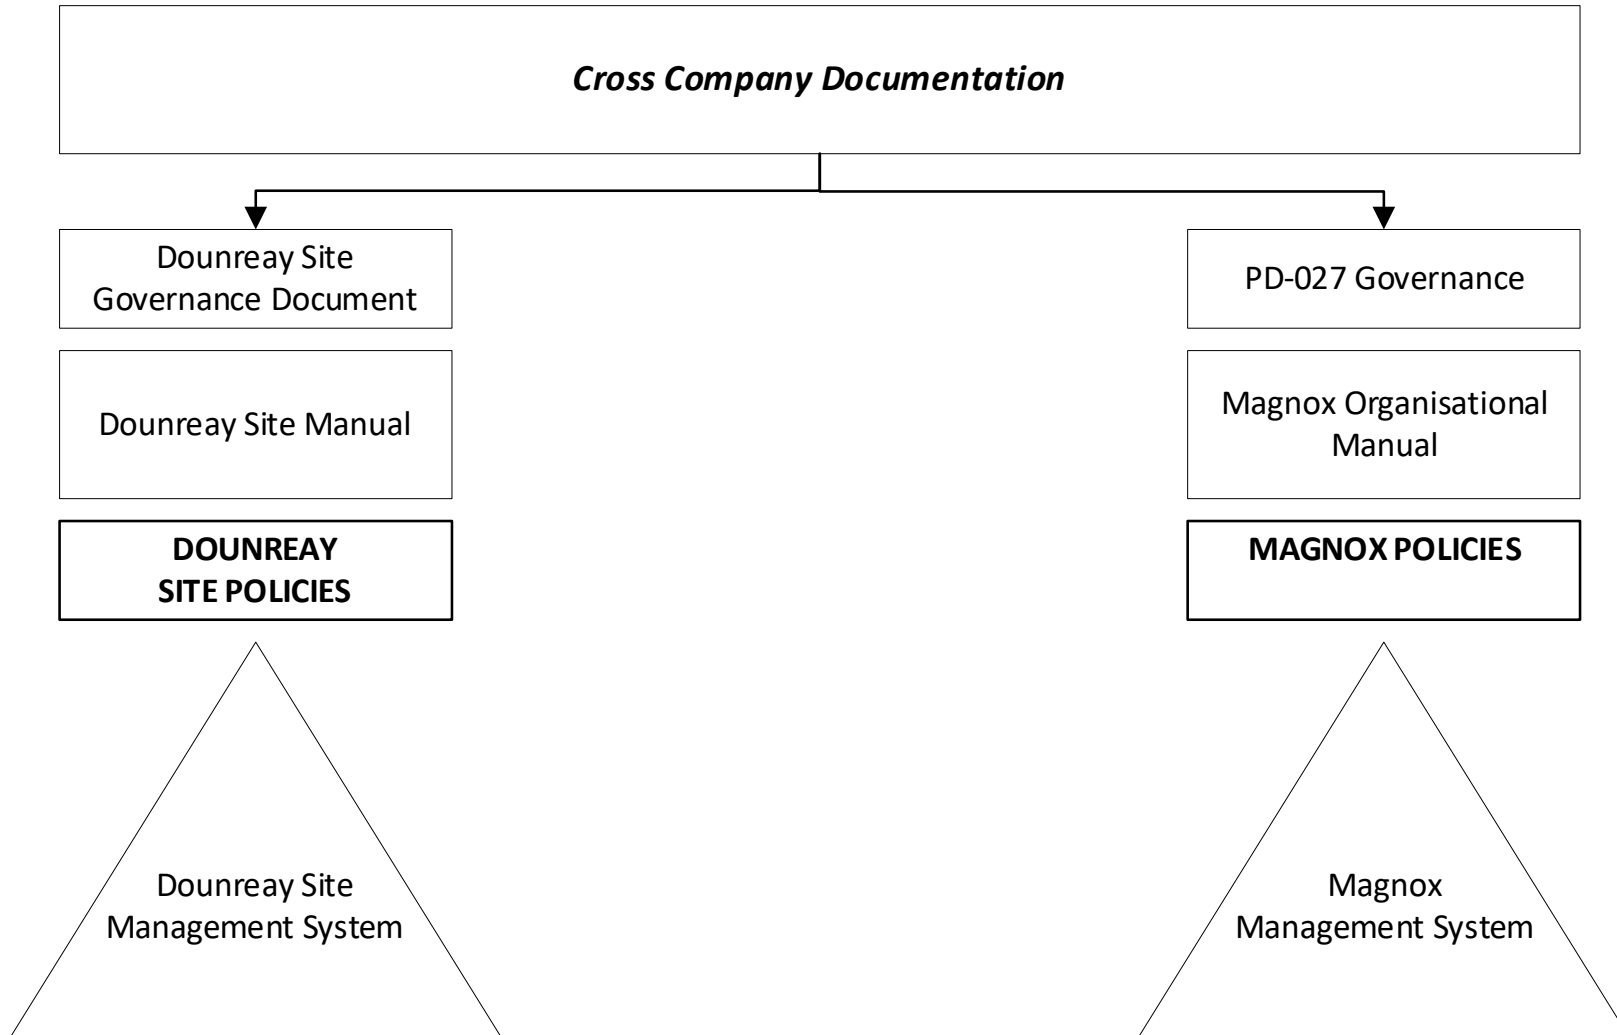 Cross Company Documentation
Dounreay Site
Governance Document
PD-027 Governance
Dounreay Site Manual
Magnox Organisational
Manual
DOUNREAY
SITE POLICIES
MAGNOX POLICIES
Dounreay Site
Management System
Magnox
Management System